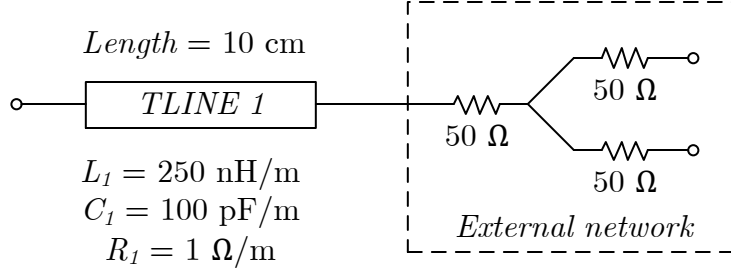 Length = 10 cm
TLINE 1
L₁ = 250 nH/m
C₁ = 100 pF/m
R₁ = 1 Ω/m
50 Ω
50 Ω
50 Ω
External network